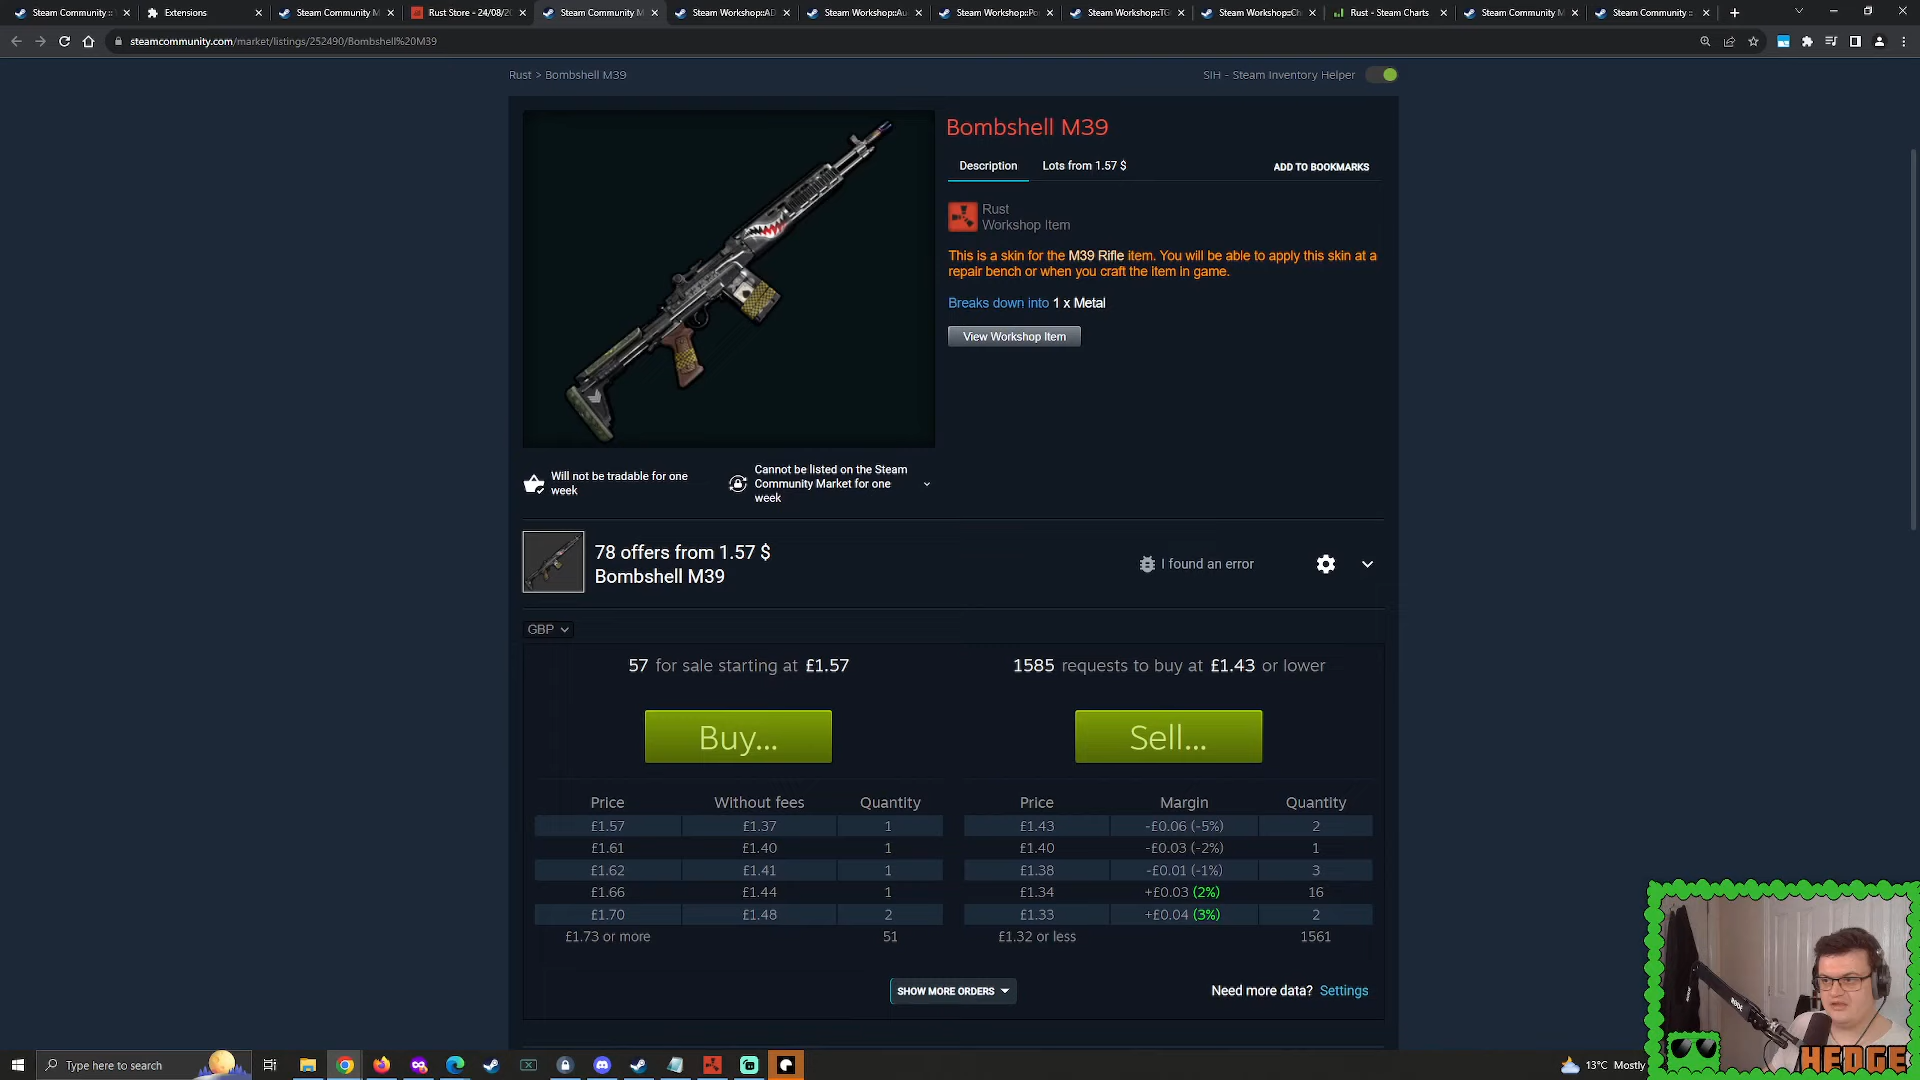 Steam Community ::
Extensions
Steam Community M
Rust Store - 24/08/20
Steam Community M
Steam Workshop::AD
Steam Workshop::Au
Steam Workshop::Po
Steam Workshop::TG
Steam Workshop::Ch
Rust - Steam Charts
Steam Community M
Steam Community ::
steamcommunity.com/market/listings/252490/Bombshell%20M39
Rust > Bombshell M39
SIH - Steam Inventory Helper
Bombshell M39
Description
Lots from 1.57 $
ADD TO BOOKMARKS
Rust
Workshop Item
This is a skin for the M39 Rifle item. You will be able to apply this skin at a
repair bench or when you craft the item in game.
Breaks down into 1 x Metal
View Workshop Item
Will not be tradable for one
week
Cannot be listed on the Steam
Community Market for one
week
78 offers from 1.57 $
Bombshell M39
I found an error
GBP
57 for sale starting at £1.57
1585 requests to buy at £1.43 or lower
Buy...
Sell...
Price Without fees Quantity
£1.57 £1.37 1
£1.61 £1.40 1
£1.62 £1.41 1
£1.66 £1.44 1
£1.70 £1.48 2
£1.73 or more 51
Price Margin Quantity
£1.43 -£0.06 (-5%) 2
£1.40 -£0.03 (-2%) 1
£1.38 -£0.01 (-1%) 3
£1.34 +£0.03 (2%) 16
£1.33 +£0.04 (3%) 2
£1.32 or less 1561
SHOW MORE ORDERS
Need more data? Settings
HEDGE
Type here to search
13°C Mostly